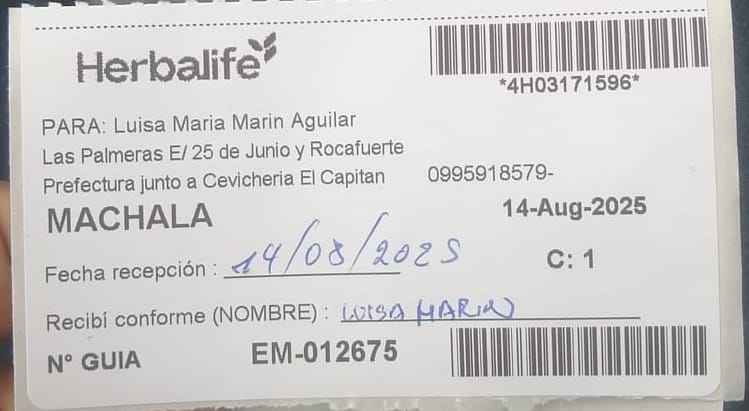 Herbalife
*4H03171596*
PARA: Luisa Maria Marin Aguilar
Las Palmeras E/ 25 de Junio y Rocafuerte
Prefectura junto a Cevicheria El Capitan 0995918579-
MACHALA 14-Aug-2025
Fecha recepción : 14/08/2025 C: 1
Recibí conforme (NOMBRE) : LUISA MARIN
N° GUIA EM-012675